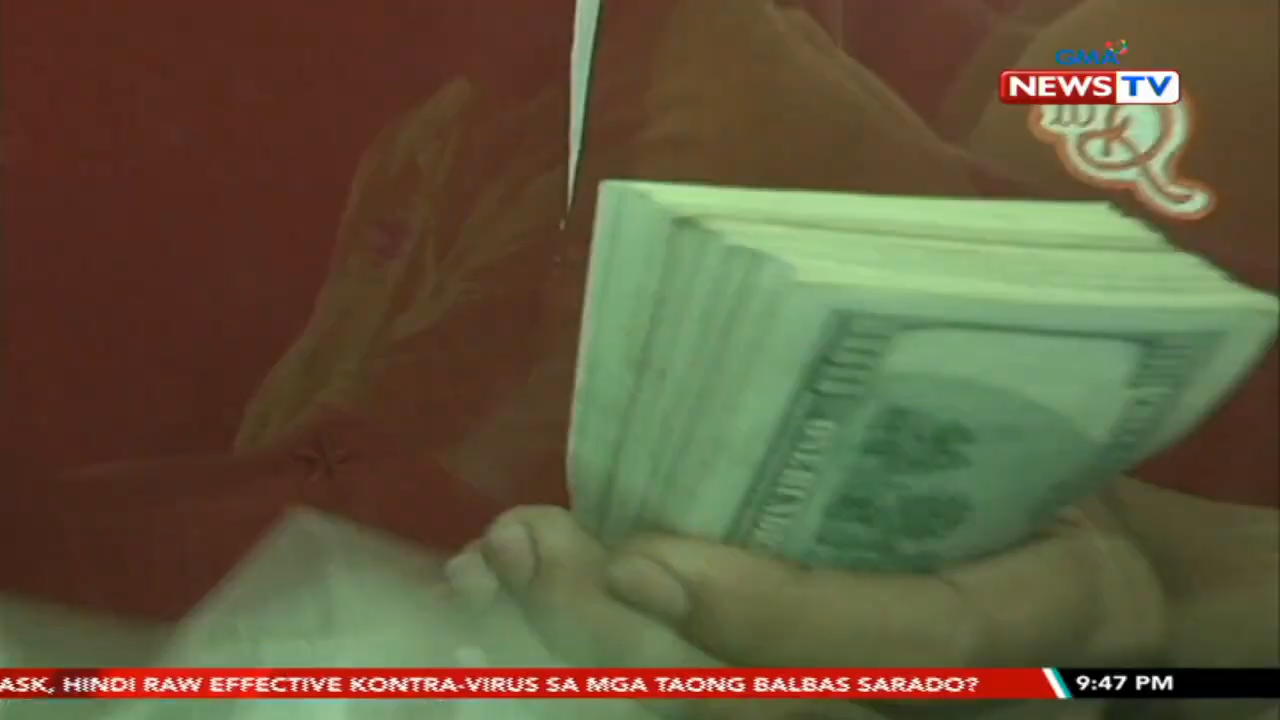 GMA
NEWS TV
ASK, HINDI RAW EFFECTIVE KONTRA-VIRUS SA MGA TAONG BALBAS SARADO?
9:47 PM